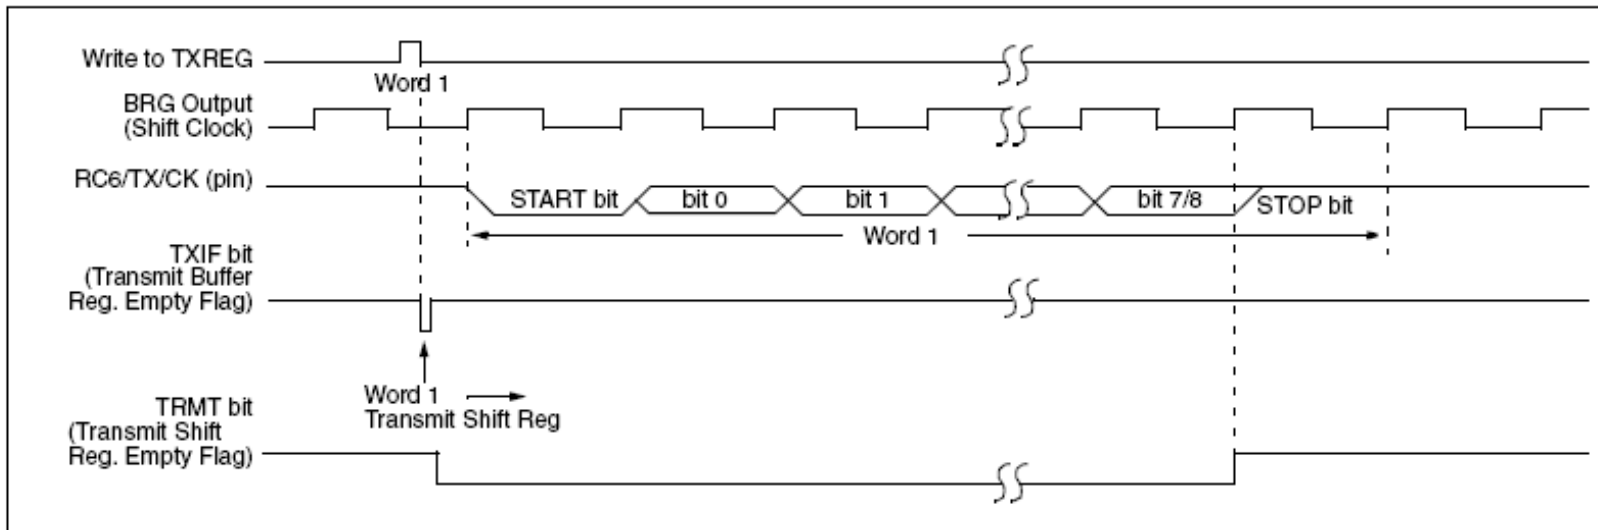 Write to TXREG
Word 1
BRG Output
(Shift Clock)
RC6/TX/CK (pin)
START bit
bit 0
bit 1
bit 7/8
STOP bit
Word 1
TXIF bit
(Transmit Buffer
Reg. Empty Flag)
Word 1
Transmit Shift Reg
TRMT bit
(Transmit Shift
Reg. Empty Flag)